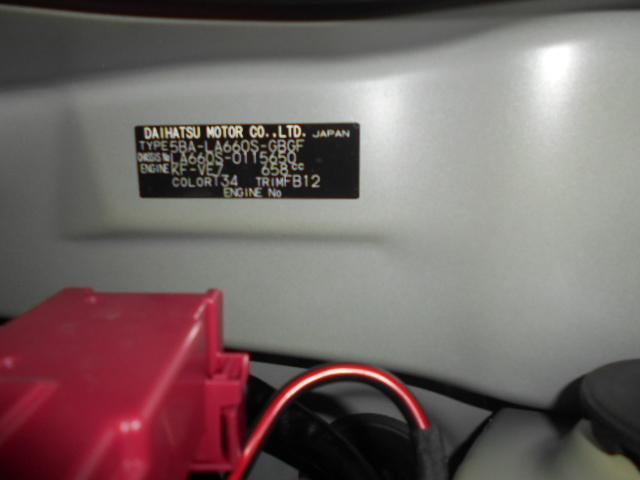 DAIHATSU MOTOR CO.,LTD. JAPAN
TYPE 5BA-LA660S-GBGF
CHASSIS No LA660S-0115650
ENGINE KF-VE7 658cc
COLOR T34 TRIM FB12
ENGINE No